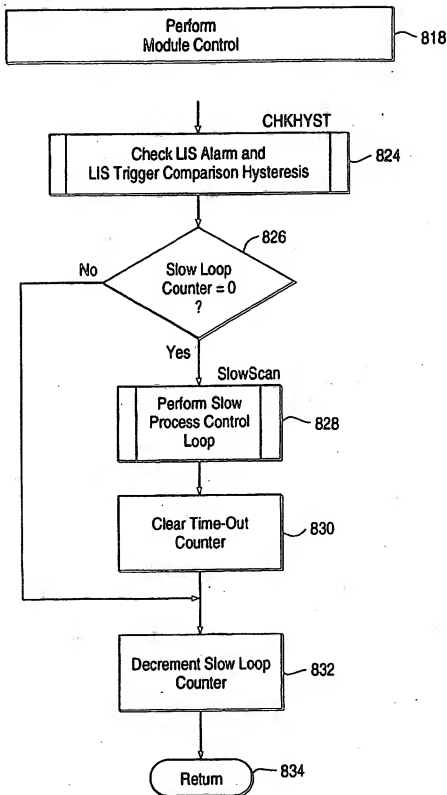 Perform
Module Control
818
CHKHYST
Check LIS Alarm and
LIS Trigger Comparison Hysteresis
824
826
No
Slow Loop
Counter = 0
?
Yes
SlowScan
Perform Slow
Process Control
Loop
828
Clear Time-Out
Counter
830
Decrement Slow Loop
Counter
832
Return
834